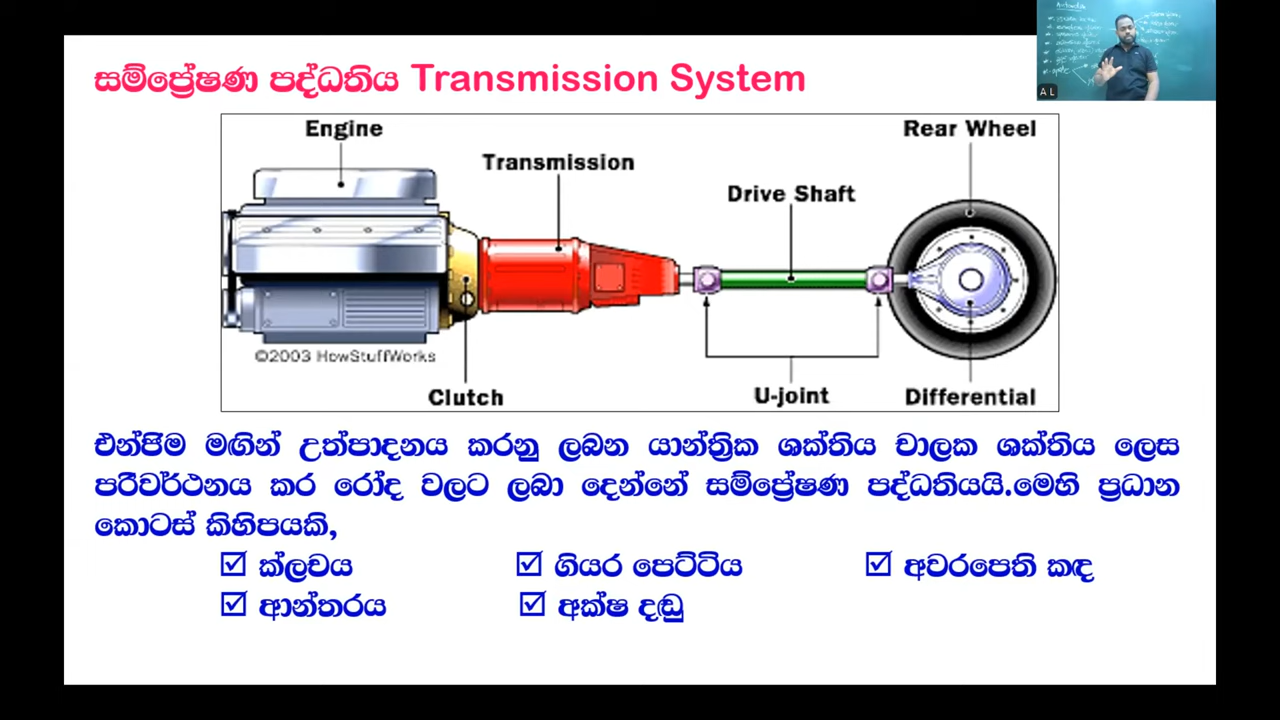 සම්ප්‍රේෂණ පද්ධතිය Transmission System
A L
Engine
Rear Wheel
Transmission
Drive Shaft
©2003 HowStuffWorks
Clutch
U-joint
Differential
එන්ජිම මඟින් උත්පාදනය කරනු ලබන යාන්ත්‍රික ශක්තිය චාලක ශක්තිය ලෙස
පරිවර්ථනය කර රෝද වලට ලබා දෙන්නේ සම්ප්‍රේෂණ පද්ධතියයි.මෙහි ප්‍රධාන
කොටස් කිහිපයකි,
☑ ක්ලචය ☑ ගියර පෙට්ටිය ☑ අවරපෙති කඳ
☑ ආන්තරය ☑ අක්ෂ දඬු